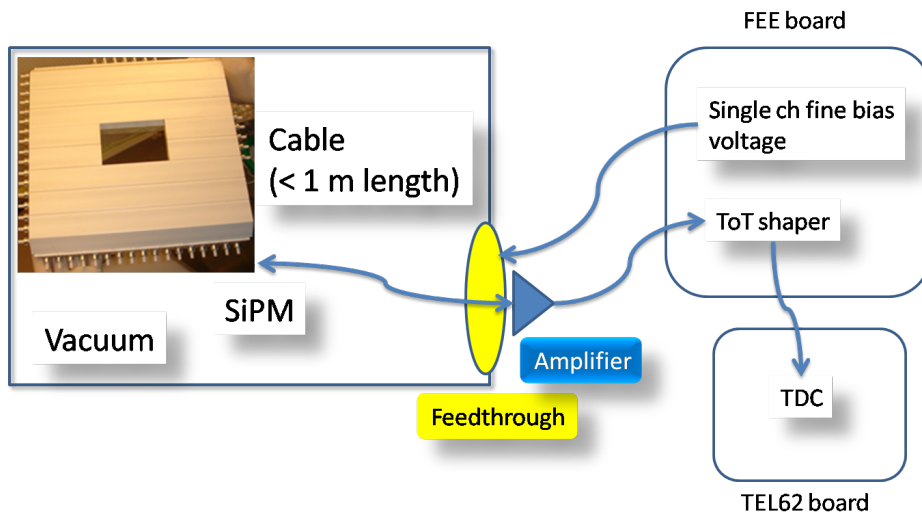 FEE board
Single ch fine bias
voltage
Cable
(< 1 m length)
ToT shaper
SiPM
Vacuum
Amplifier
Feedthrough
TDC
TEL62 board